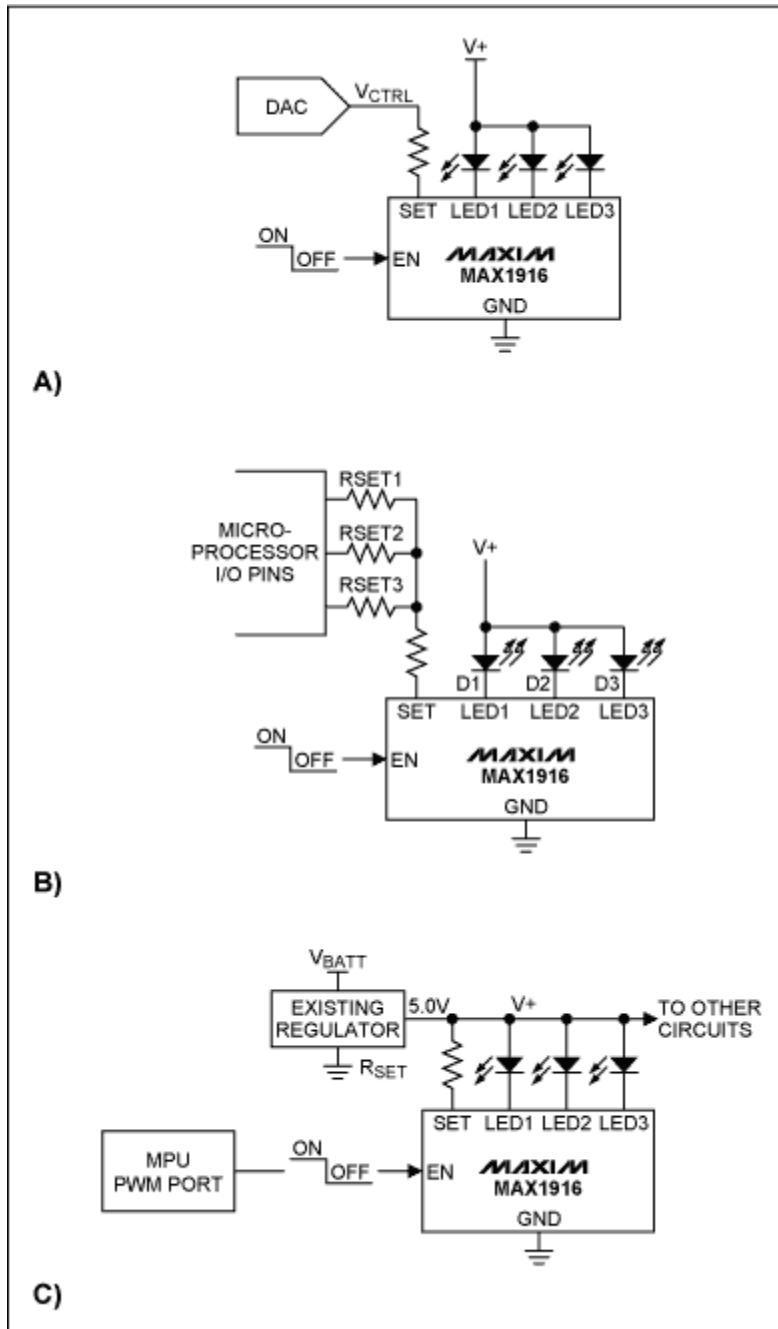 V+
DAC
VCTRL
SET LED1 LED2 LED3
ON
OFF
EN
MAXIM
MAX1916
GND
A)
RSET1
MICRO-
PROCESSOR
I/O PINS
RSET2
RSET3
V+
D1 D2 D3
SET LED1 LED2 LED3
ON
OFF
EN
MAXIM
MAX1916
GND
B)
VBATT
EXISTING
REGULATOR
5.0V
V+
TO OTHER
CIRCUITS
RSET
SET LED1 LED2 LED3
MPU
PWM PORT
ON
OFF
EN
MAXIM
MAX1916
GND
C)